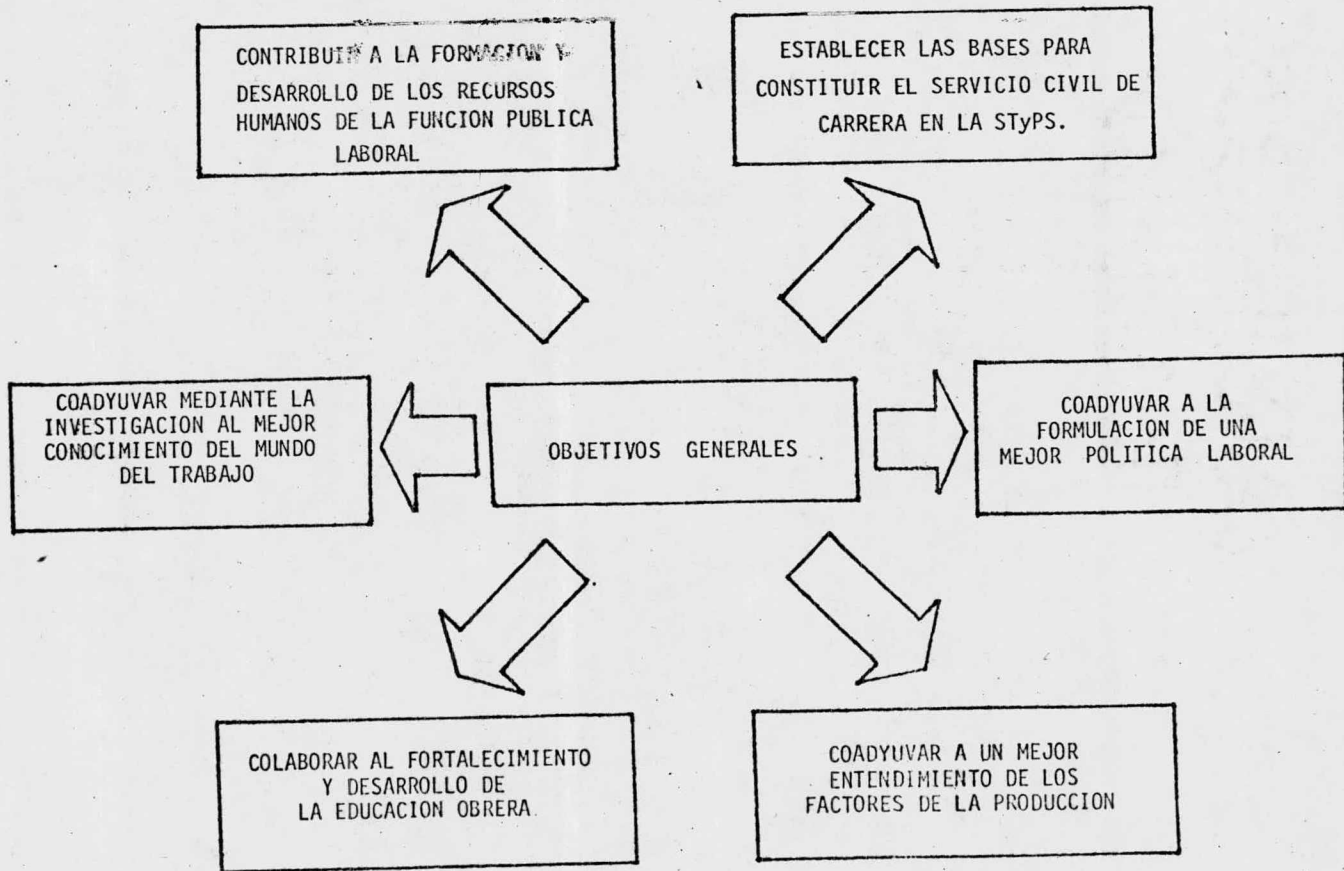 CONTRIBUIR A LA FORMACION Y
DESARROLLO DE LOS RECURSOS
HUMANOS DE LA FUNCION PUBLICA
LABORAL
ESTABLECER LAS BASES PARA
CONSTITUIR EL SERVICIO CIVIL DE
CARRERA EN LA STyPS.
COADYUVAR MEDIANTE LA
INVESTIGACION AL MEJOR
CONOCIMIENTO DEL MUNDO
DEL TRABAJO
OBJETIVOS GENERALES
COADYUVAR A LA
FORMULACION DE UNA
MEJOR POLITICA LABORAL
COLABORAR AL FORTALECIMIENTO
Y DESARROLLO DE
LA EDUCACION OBRERA
COADYUVAR A UN MEJOR
ENTENDIMIENTO DE LOS
FACTORES DE LA PRODUCCION